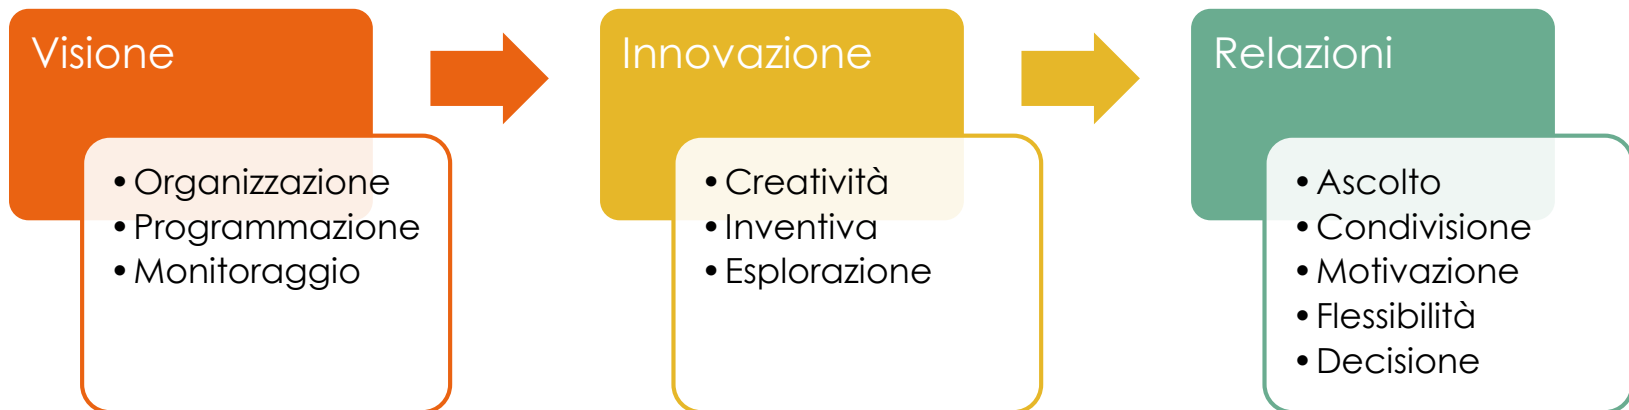 Visione
• Organizzazione
• Programmazione
• Monitoraggio
Innovazione
• Creatività
• Inventiva
• Esplorazione
Relazioni
• Ascolto
• Condivisione
• Motivazione
• Flessibilità
• Decisione